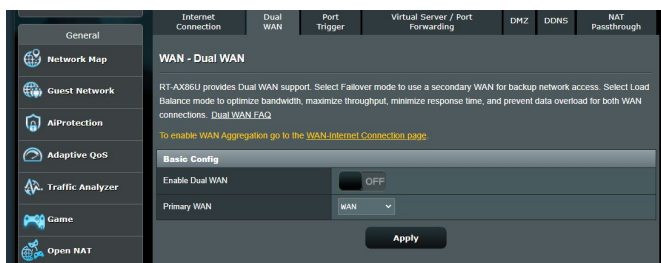 Internet Connection
Dual WAN
Port Trigger
Virtual Server / Port Forwarding
DMZ
DDNS
NAT Passthrough
General
Network Map
Guest Network
AiProtection
Adaptive QoS
Traffic Analyzer
Game
Open NAT
WAN - Dual WAN
RT-AX86U provides Dual WAN support. Select Failover mode to use a secondary WAN for backup network access. Select Load
Balance mode to optimize bandwidth, maximize throughput, minimize response time, and prevent data overload for both WAN
connections. Dual WAN FAQ
To enable WAN Aggregation go to the WAN-Internet Connection page.
Basic Config
Enable Dual WAN
OFF
Primary WAN
WAN
Apply